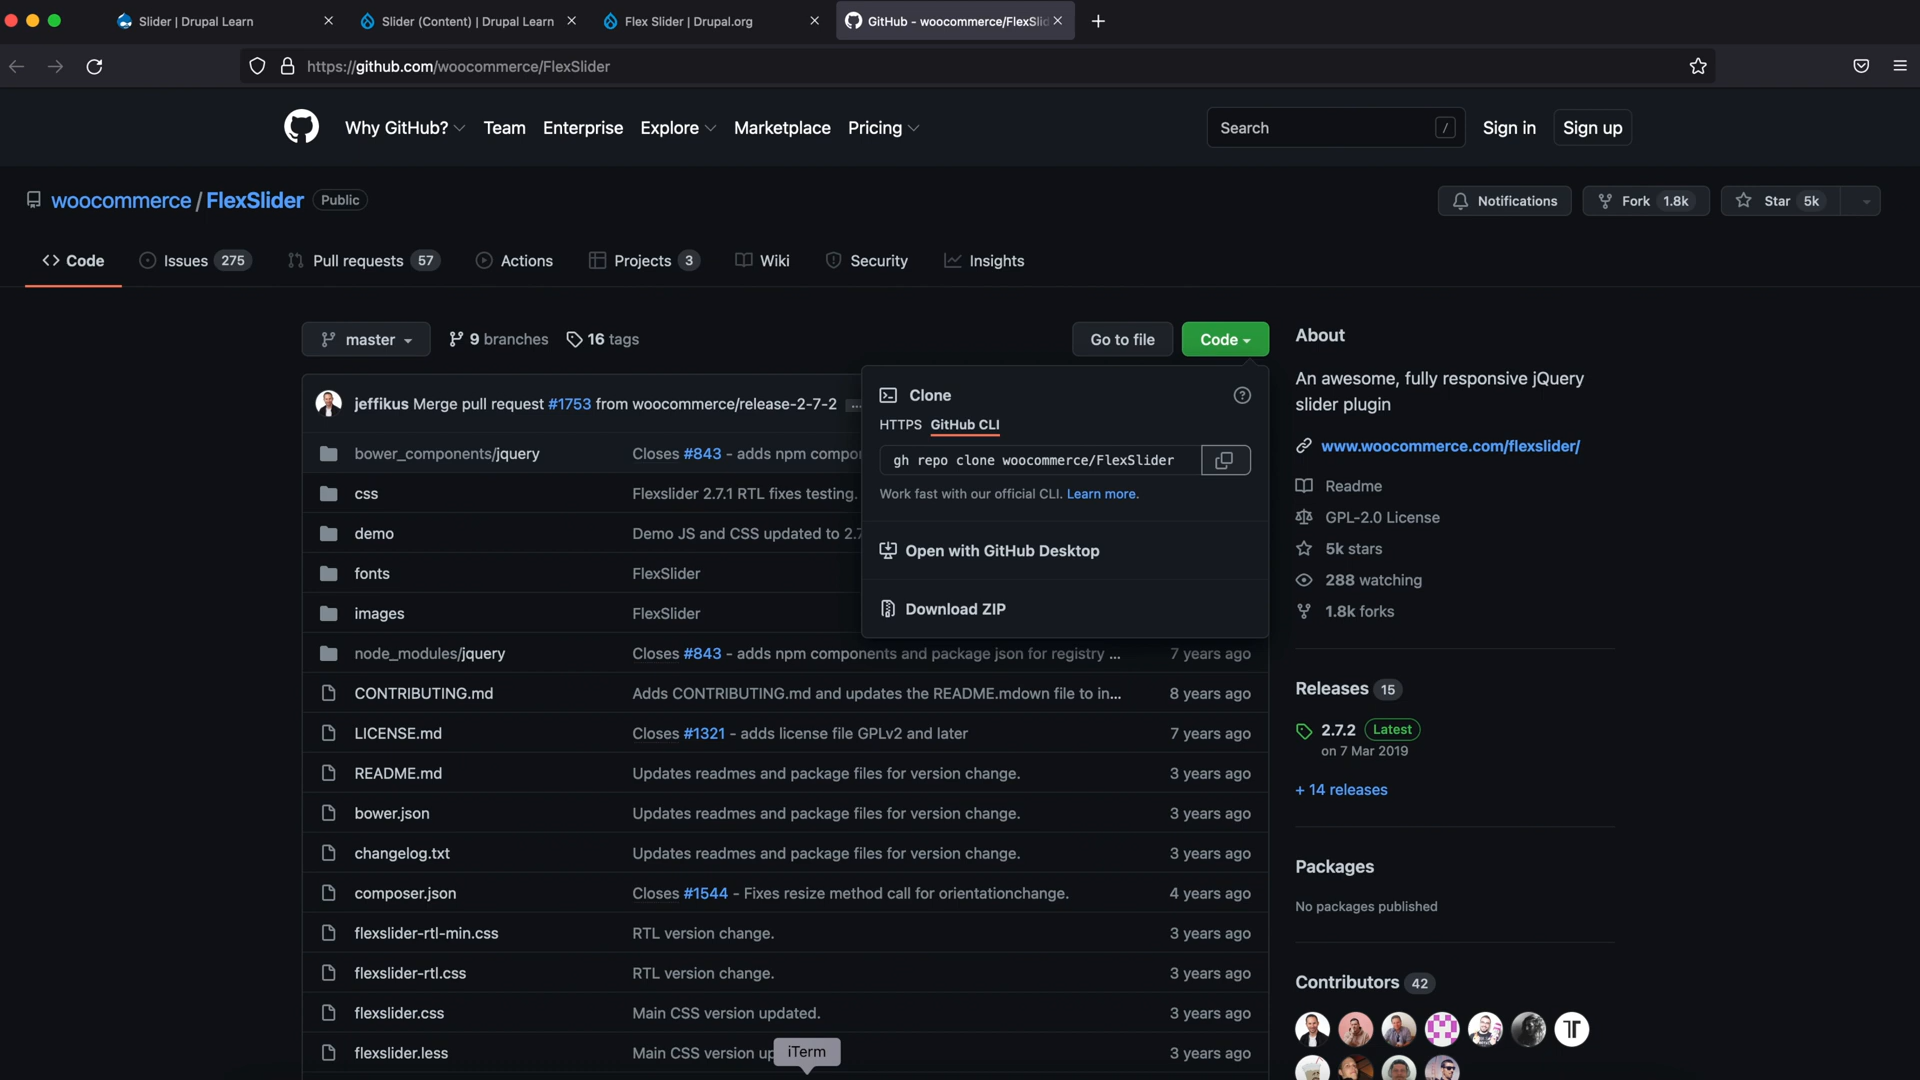 Slider | Drupal Learn
Slider (Content) | Drupal Learn
Flex Slider | Drupal.org
GitHub - woocommerce/FlexSlid
https://github.com/woocommerce/FlexSlider
Why GitHub?
Team
Enterprise
Explore
Marketplace
Pricing
Search
/
Sign in
Sign up
woocommerce / FlexSlider
Public
Notifications
Fork 1.8k
Star 5k
Code
Issues 275
Pull requests 57
Actions
Projects 3
Wiki
Security
Insights
master
9 branches
16 tags
Go to file
Code
jeffikus Merge pull request #1753 from woocommerce/release-2-7-2 ...
Clone
HTTPS
GitHub CLI
gh repo clone woocommerce/FlexSlider
Work fast with our official CLI. Learn more.
Open with GitHub Desktop
Download ZIP
bower_components/jquery
Closes #843 - adds npm compo
css
Flexslider 2.7.1 RTL fixes testing.
demo
Demo JS and CSS updated to 2.7
fonts
FlexSlider
images
FlexSlider
node_modules/jquery
Closes #843 - adds npm components and package json for registry ...
7 years ago
CONTRIBUTING.md
Adds CONTRIBUTING.md and updates the README.mdown file to in...
8 years ago
LICENSE.md
Closes #1321 - adds license file GPLv2 and later
7 years ago
README.md
Updates readmes and package files for version change.
3 years ago
bower.json
Updates readmes and package files for version change.
3 years ago
changelog.txt
Updates readmes and package files for version change.
3 years ago
composer.json
Closes #1544 - Fixes resize method call for orientationchange.
4 years ago
flexslider-rtl-min.css
RTL version change.
3 years ago
flexslider-rtl.css
RTL version change.
3 years ago
flexslider.css
Main CSS version updated.
3 years ago
flexslider.less
Main CSS version up
3 years ago
iTerm
About
An awesome, fully responsive jQuery
slider plugin
www.woocommerce.com/flexslider/
Readme
GPL-2.0 License
5k stars
288 watching
1.8k forks
Releases 15
2.7.2 Latest
on 7 Mar 2019
+ 14 releases
Packages
No packages published
Contributors 42